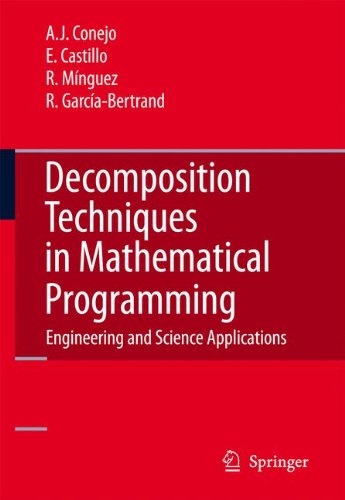 A.J. Conejo
E. Castillo
R. Mínguez
R. García-Bertrand
Decomposition
Techniques
in Mathematical
Programming
Engineering and Science Applications
Springer